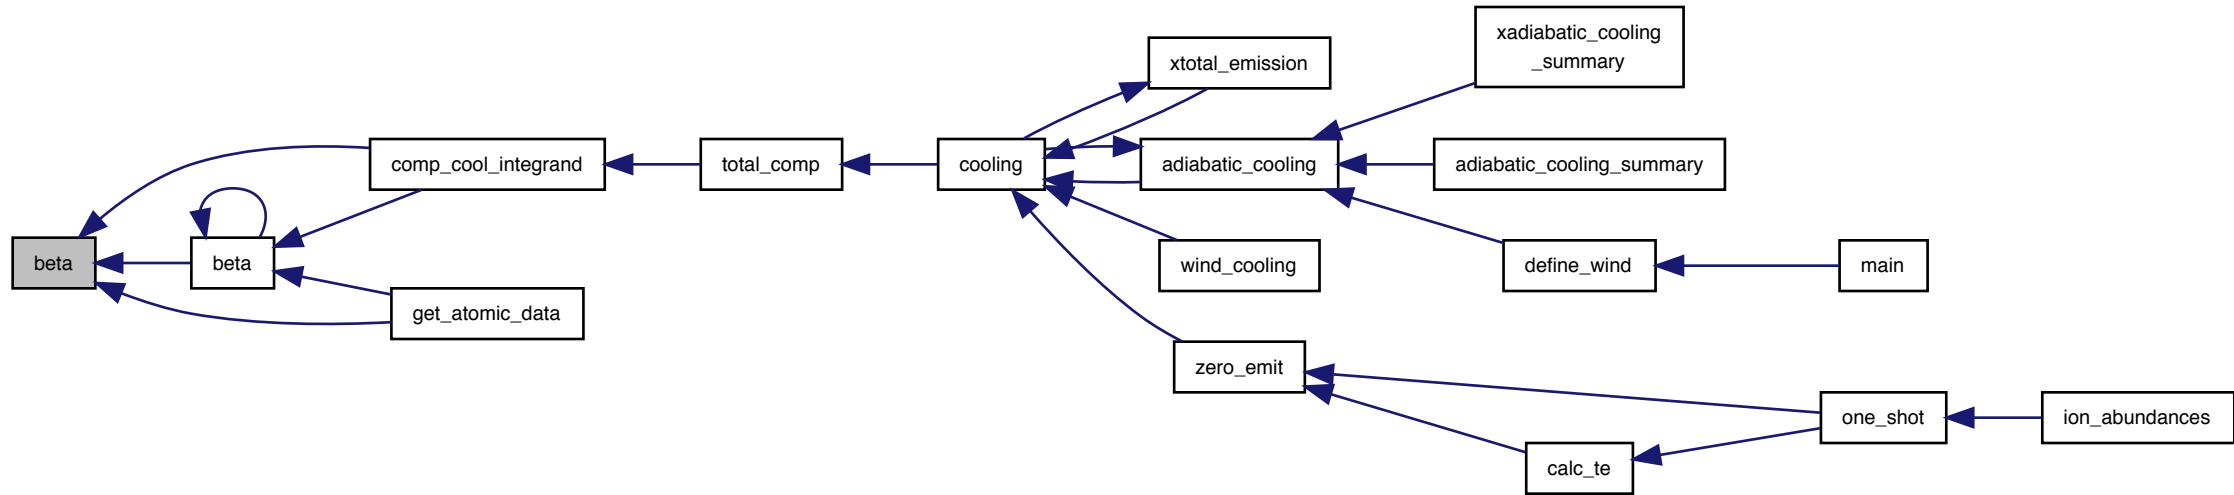 xadiabatic_cooling
_summary
xtotal_emission
comp_cool_integrand
total_comp
cooling
adiabatic_cooling
adiabatic_cooling_summary
beta
beta
wind_cooling
define_wind
main
get_atomic_data
zero_emit
one_shot
ion_abundances
calc_te